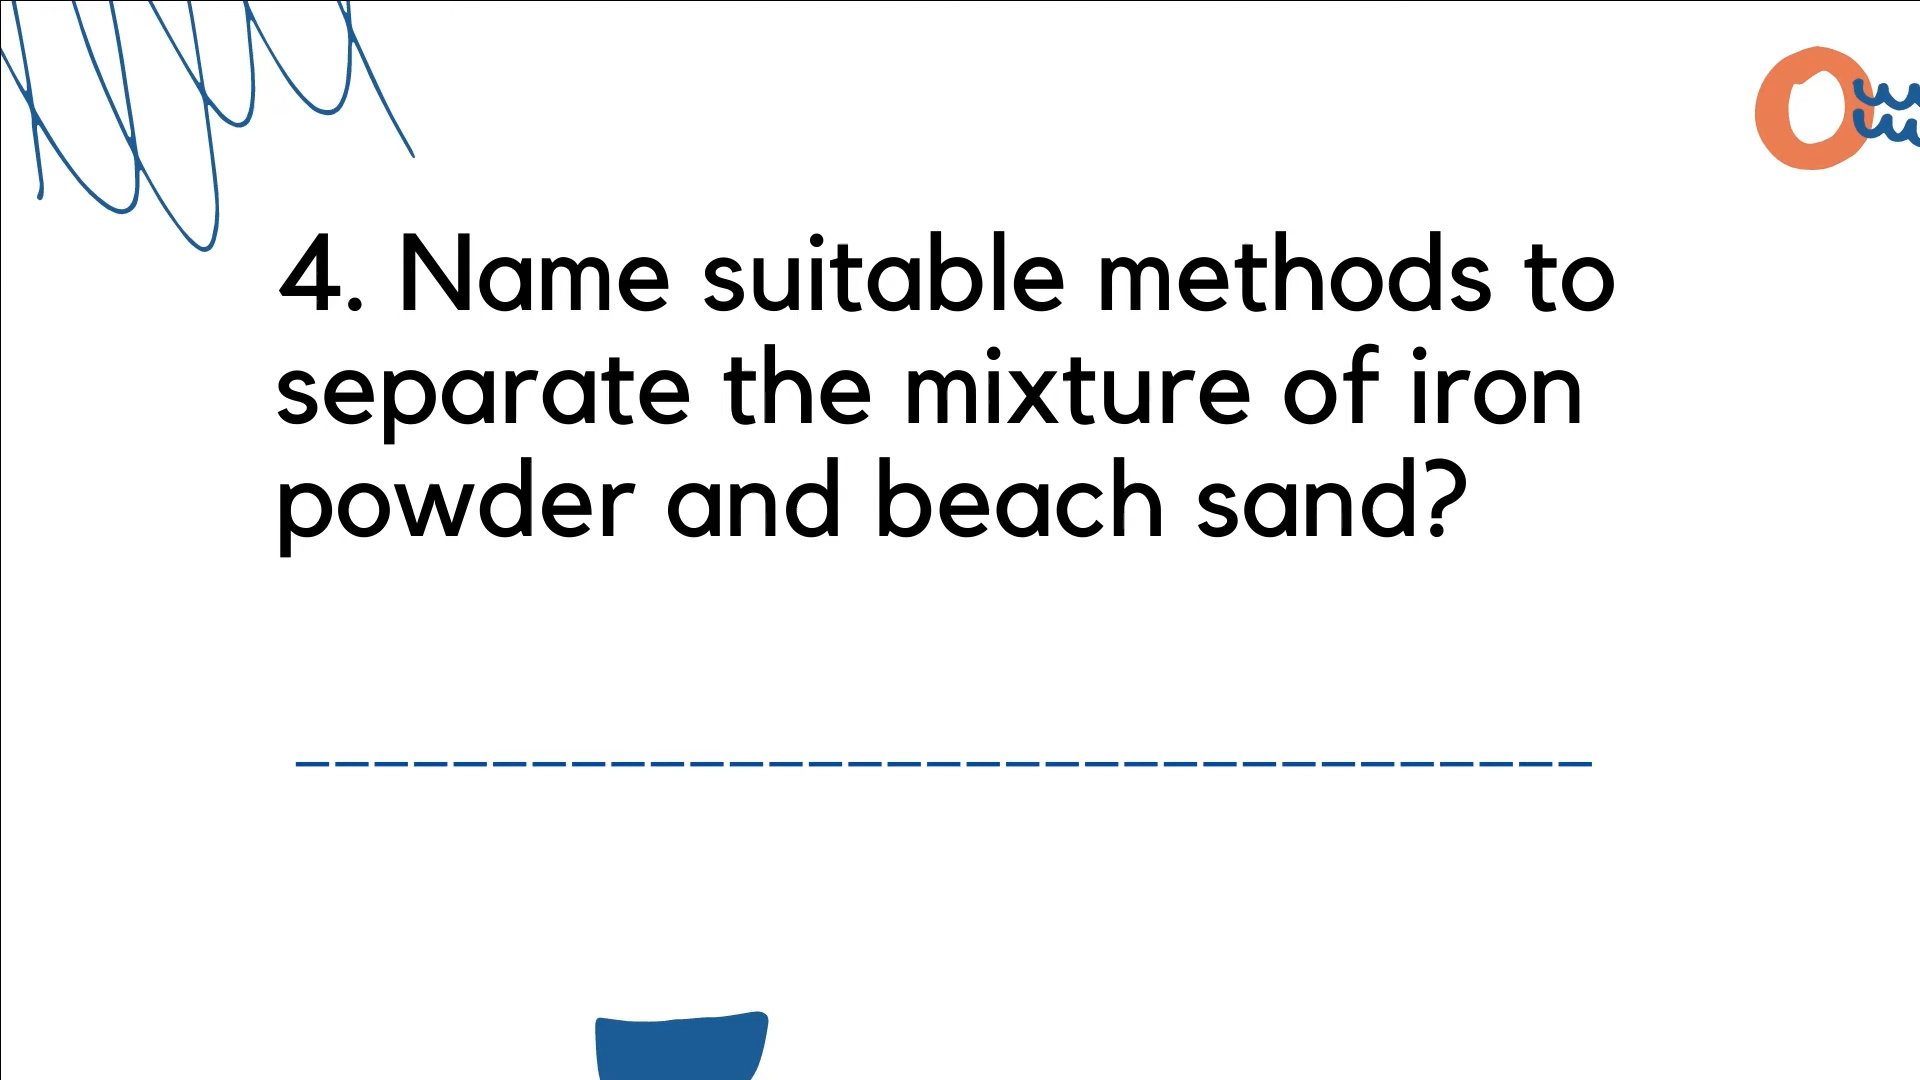 4. Name suitable methods to
separate the mixture of iron
powder and beach sand?